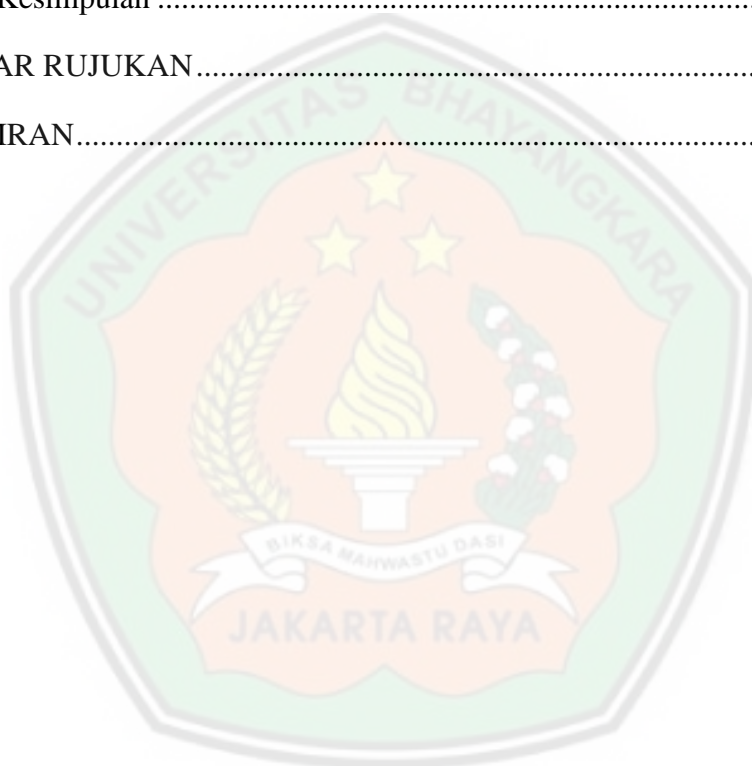 Kesimpulan ........................................................................
AR RUJUKAN......................................................................
IRAN.....................................................................................
UNIVERSITAS BHAYANGKARA
BIKSA MAHWASTU DASI
JAKARTA RAYA